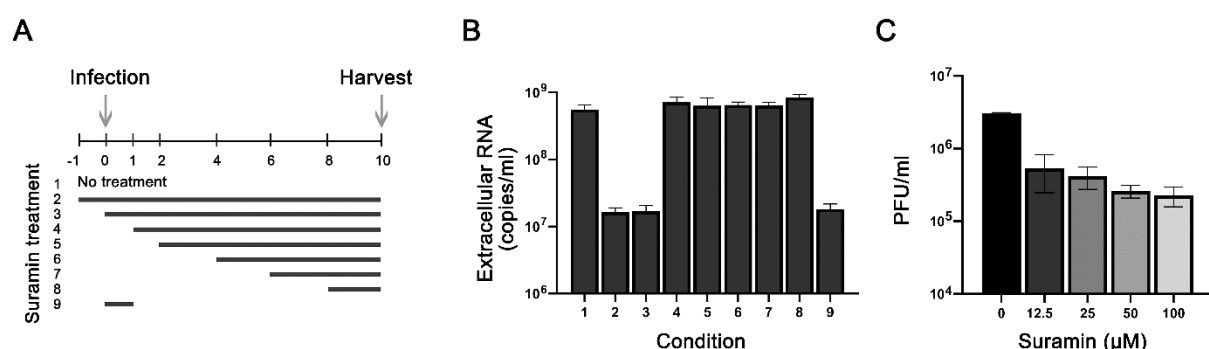 A
Infection
Harvest
-1 0 1 2 4 6 8 10
Suramin treatment
1 No treatment
2
3
4
5
6
7
8
9
B
Extracellular RNA
(copies/ml)
10⁹
10⁸
10⁷
10⁶
1 2 3 4 5 6 7 8 9
Condition
C
PFU/ml
10⁷
10⁶
10⁵
10⁴
0 12.5 25 50 100
Suramin (μM)